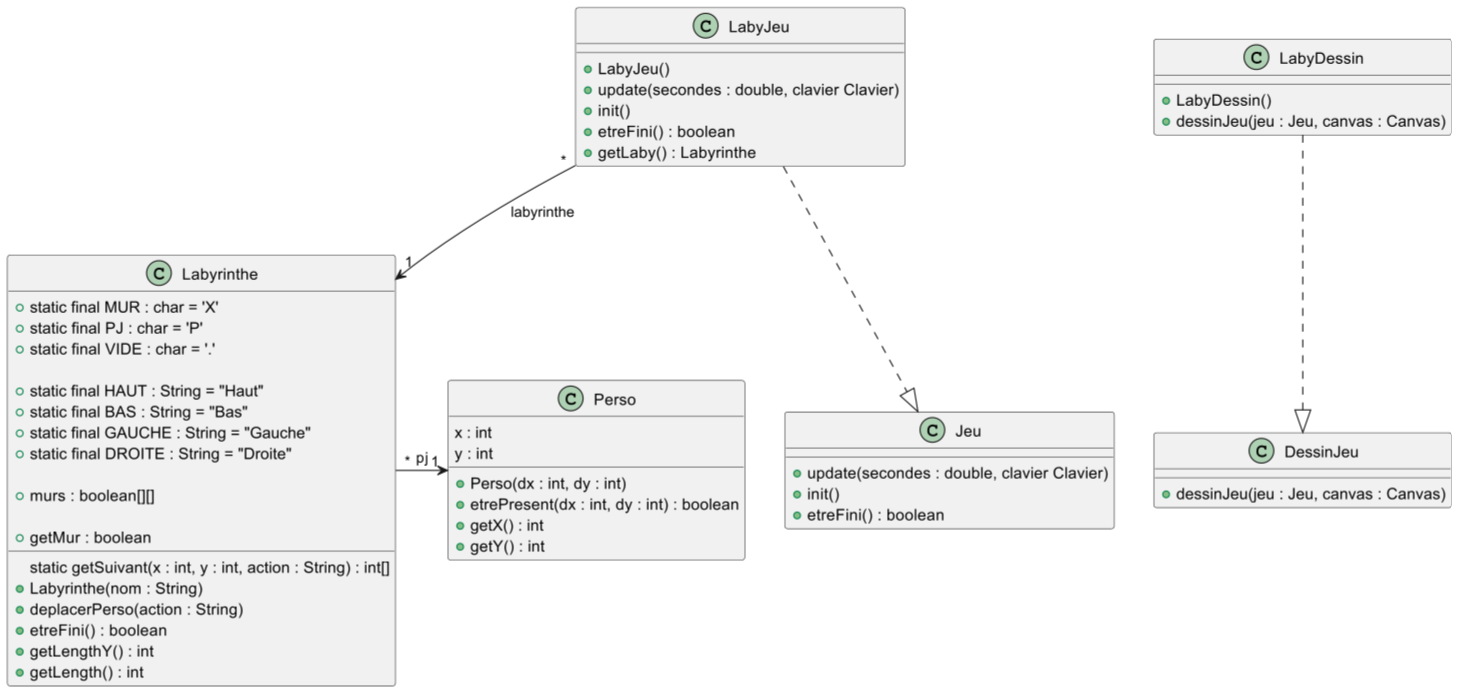 C LabyJeu
LabyJeu()
update(secondes : double, clavier Clavier)
init()
etreFini() : boolean
getLaby() : Labyrinthe
C LabyDessin
LabyDessin()
dessinJeu(jeu : Jeu, canvas : Canvas)
*
labyrinthe
1
C Labyrinthe
static final MUR : char = 'X'
static final PJ : char = 'P'
static final VIDE : char = '.'
static final HAUT : String = "Haut"
static final BAS : String = "Bas"
static final GAUCHE : String = "Gauche"
static final DROITE : String = "Droite"
murs : boolean[][]
getMur : boolean
static getSuivant(x : int, y : int, action : String) : int[]
Labyrinthe(nom : String)
deplacerPerso(action : String)
etreFini() : boolean
getLengthY() : int
getLength() : int
* pj 1
C Perso
x : int
y : int
Perso(dx : int, dy : int)
etrePresent(dx : int, dy : int) : boolean
getX() : int
getY() : int
C Jeu
update(secondes : double, clavier Clavier)
init()
etreFini() : boolean
C DessinJeu
dessinJeu(jeu : Jeu, canvas : Canvas)